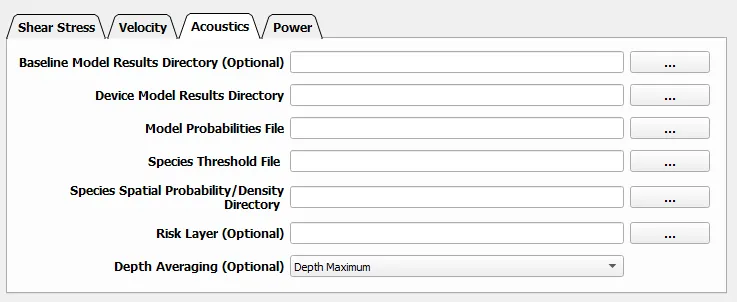 Shear Stress Velocity Acoustics Power
Baseline Model Results Directory (Optional) ...
Device Model Results Directory ...
Model Probabilities File ...
Species Threshold File ...
Species Spatial Probability/Density
Directory ...
Risk Layer (Optional) ...
Depth Averaging (Optional) Depth Maximum